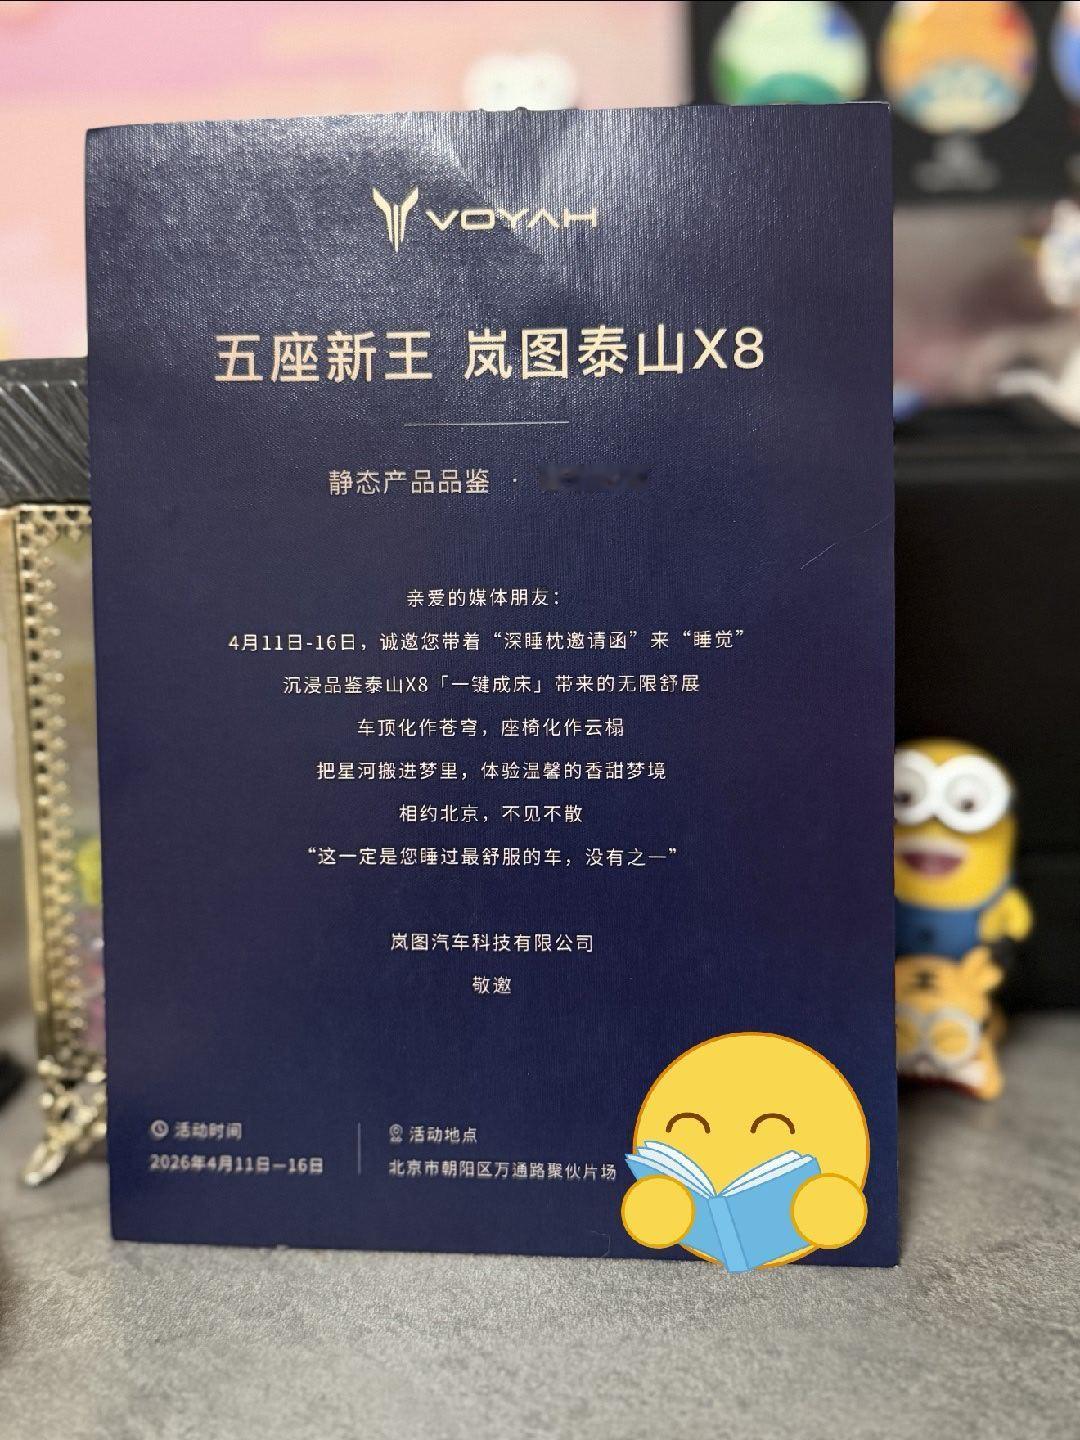 VOYAH
五座新王 岚图泰山X8
静态产品品鉴 ·
亲爱的媒体朋友：
4月11日-16日，诚邀您带着“深睡枕邀请函”来“睡觉”
沉浸品鉴泰山X8「一键成床」带来的无限舒展
车顶化作苍穹，座椅化作云榻
把星河搬进梦里，体验温馨的香甜梦境
相约北京，不见不散
“这一定是您睡过最舒服的车，没有之一”
岚图汽车科技有限公司
敬邀
活动时间
2026年4月11日—16日
活动地点
北京市朝阳区万通路聚伙片场